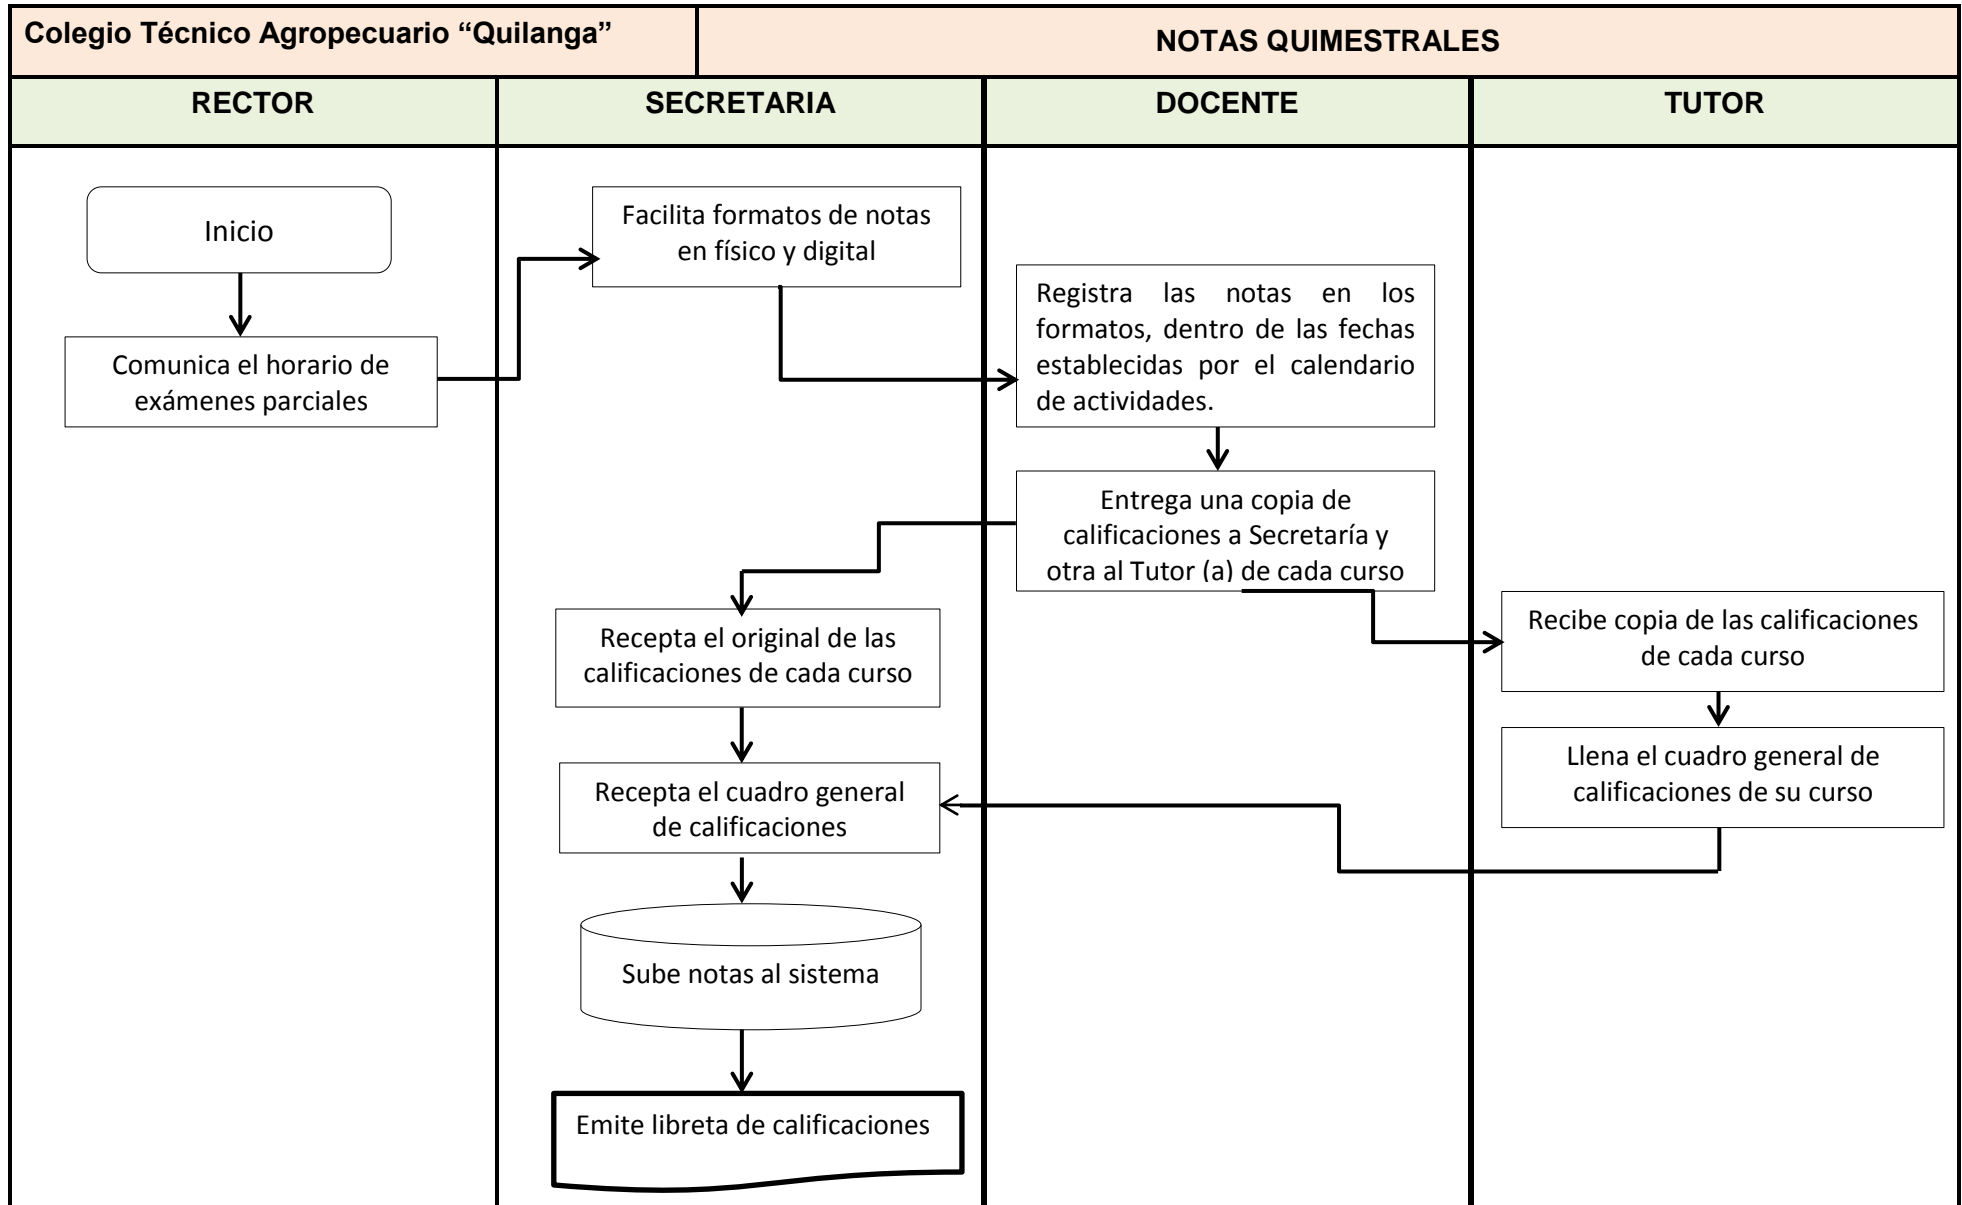 Colegio Técnico Agropecuario “Quilanga”
NOTAS QUIMESTRALES
RECTOR
SECRETARIA
DOCENTE
TUTOR
Inicio
Comunica el horario de
exámenes parciales
Facilita formatos de notas
en físico y digital
Registra las notas en los
formatos, dentro de las fechas
establecidas por el calendario
de actividades.
Entrega una copia de
calificaciones a Secretaría y
otra al Tutor (a) de cada curso
Recepta el original de las
calificaciones de cada curso
Recibe copia de las calificaciones
de cada curso
Llena el cuadro general de
calificaciones de su curso
Recepta el cuadro general
de calificaciones
Sube notas al sistema
Emite libreta de calificaciones